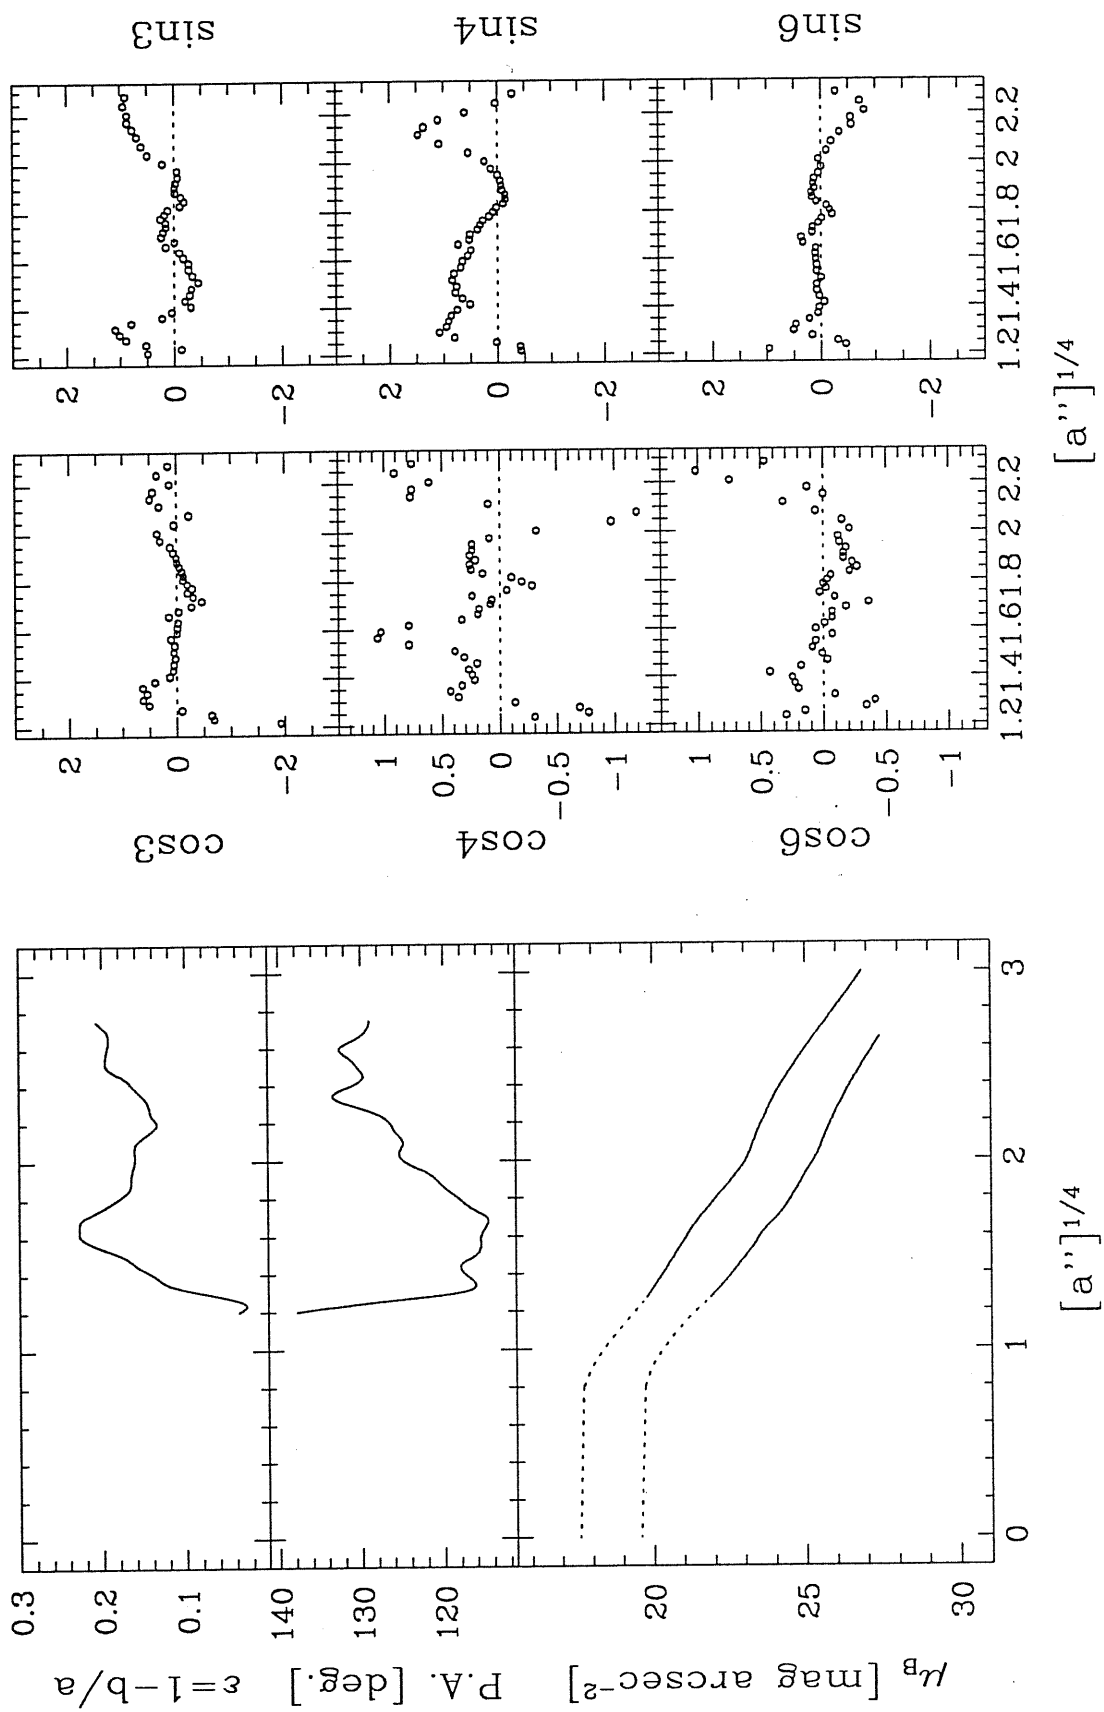 ε=1−b/a
0.3
0.2
0.1
P.A. [deg.]
140
130
120
μB [mag arcsec−2]
20
25
30
0
1
2
3
[a'']1/4
cos3
2
0
−2
cos4
1
0.5
0
−0.5
−1
cos6
1
0.5
0
−0.5
−1
1.21.41.61.8 2 2.2
sin3
2
0
−2
sin4
2
0
−2
sin6
2
0
−2
1.21.41.61.8 2 2.2
[a'']1/4